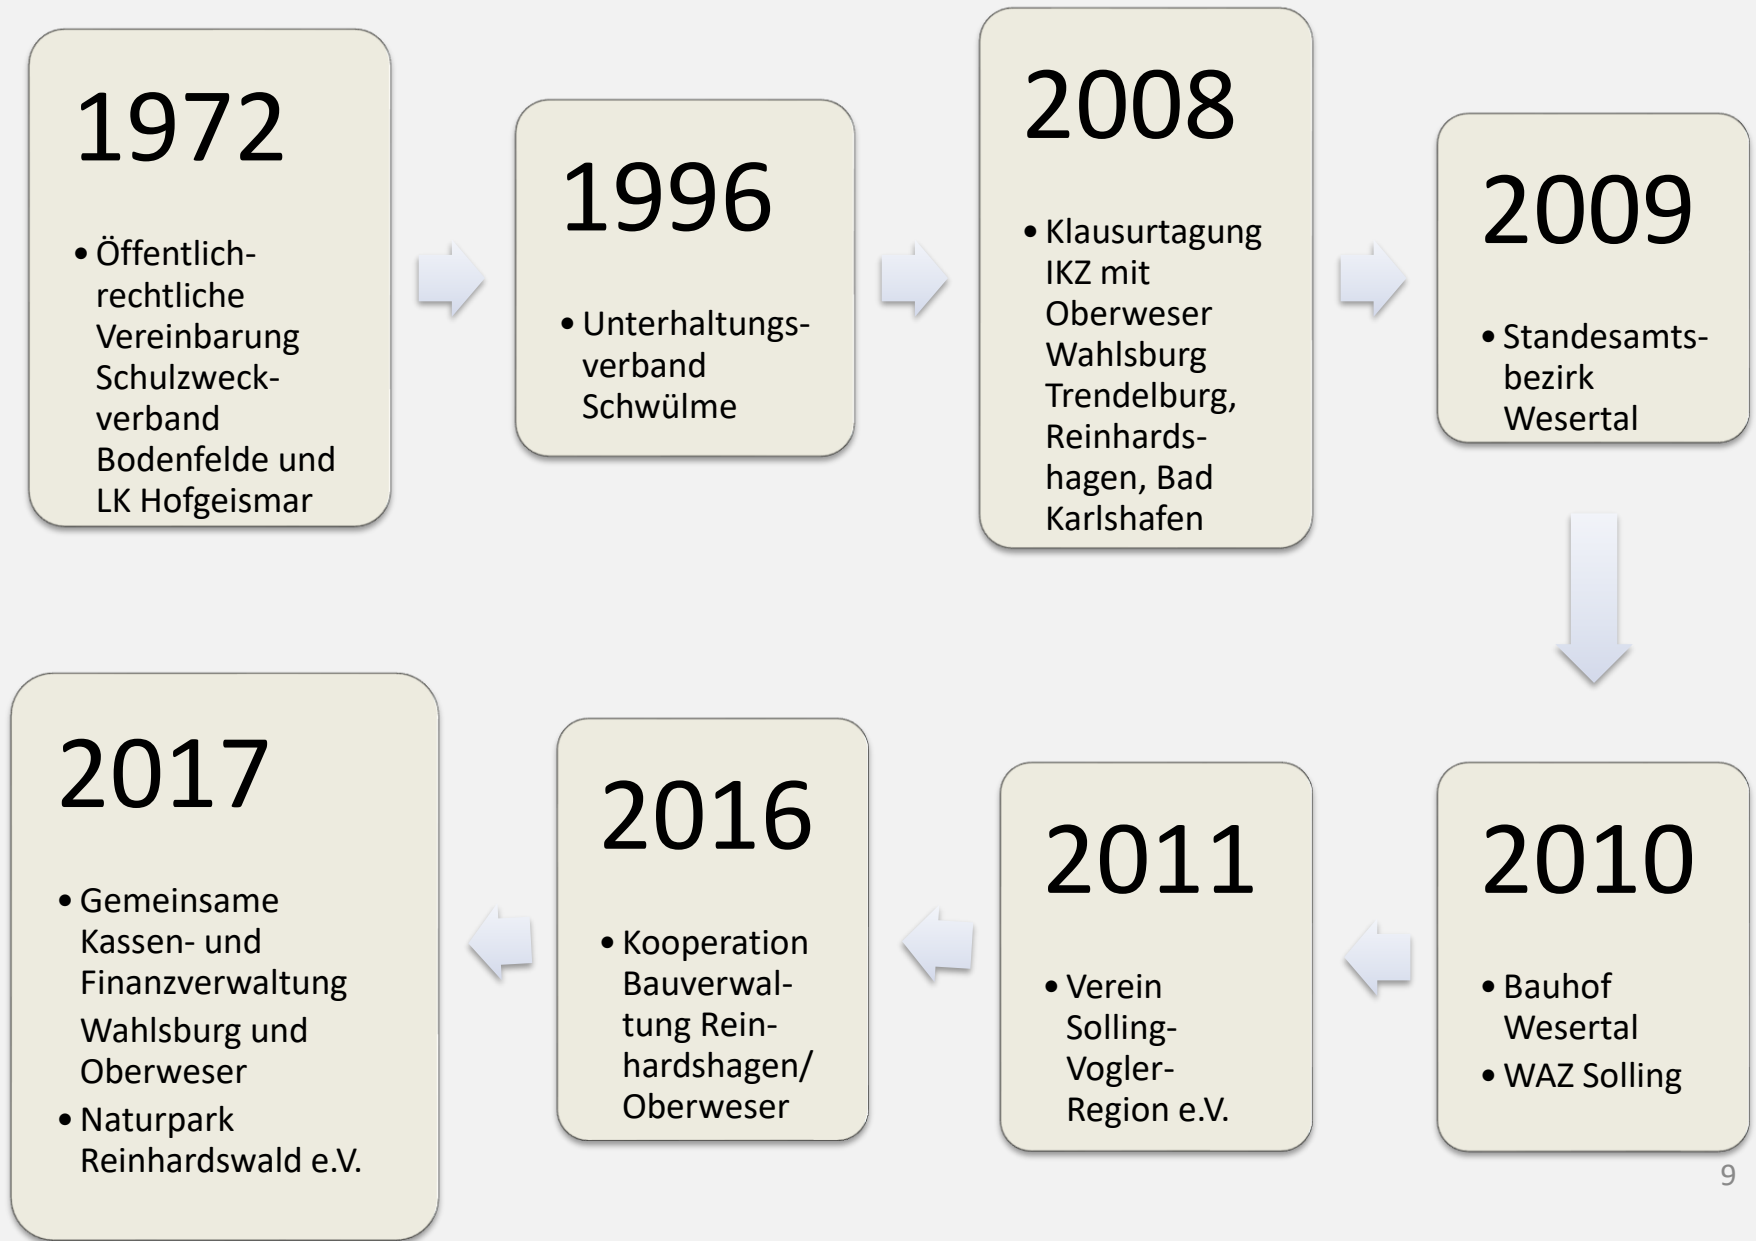 1972
• Öffentlich-
rechtliche
Vereinbarung
Schulzweck-
verband
Bodenfelde und
LK Hofgeismar
1996
• Unterhaltungs-
verband
Schwülme
2008
• Klausurtagung
IKZ mit
Oberweser
Wahlsburg
Trendelburg,
Reinhards-
hagen, Bad
Karlshafen
2009
• Standesamts-
bezirk
Wesertal
2010
• Bauhof
Wesertal
• WAZ Solling
2011
• Verein
Solling-
Vogler-
Region e.V.
2016
• Kooperation
Bauverwal-
tung Rein-
hardshagen/
Oberweser
2017
• Gemeinsame
Kassen- und
Finanzverwaltung
Wahlsburg und
Oberweser
• Naturpark
Reinhardswald e.V.
9